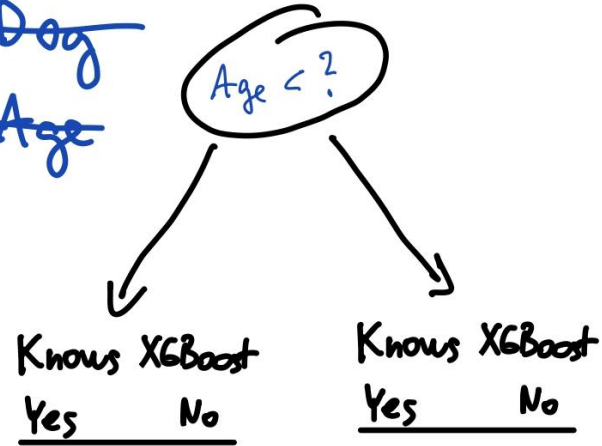 Dog
Age
Age < ?
Knows XGBoost
Yes No
Knows XGBoost
Yes No